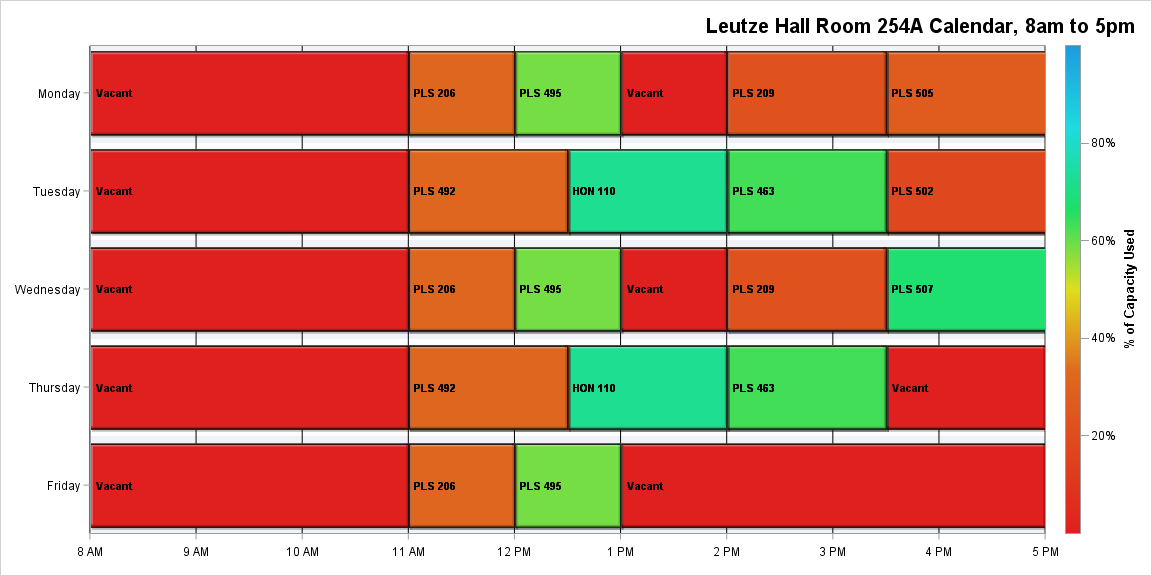 Leutze Hall Room 254A Calendar, 8am to 5pm
Monday
Vacant
PLS 206
PLS 495
Vacant
PLS 209
PLS 505
Tuesday
Vacant
PLS 492
HON 110
PLS 463
PLS 502
Wednesday
Vacant
PLS 206
PLS 495
Vacant
PLS 209
PLS 507
Thursday
Vacant
PLS 492
HON 110
PLS 463
Vacant
Friday
Vacant
PLS 206
PLS 495
Vacant
8 AM
9 AM
10 AM
11 AM
12 PM
1 PM
2 PM
3 PM
4 PM
5 PM
80%
60%
40%
20%
% of Capacity Used